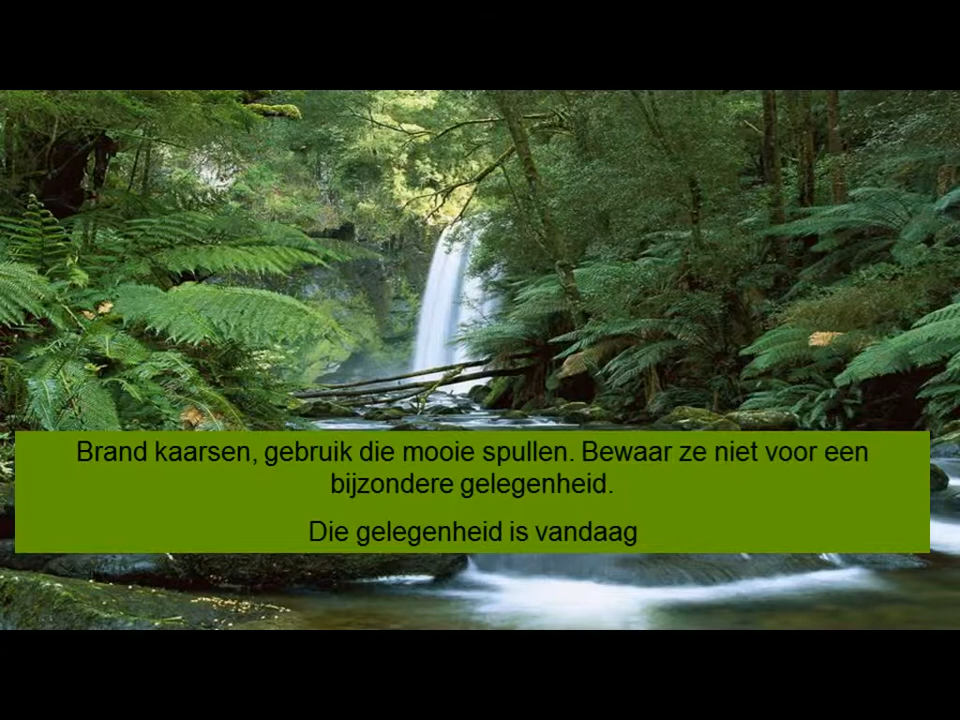 Brand kaarsen, gebruik die mooie spullen. Bewaar ze niet voor een
bijzondere gelegenheid.
Die gelegenheid is vandaag